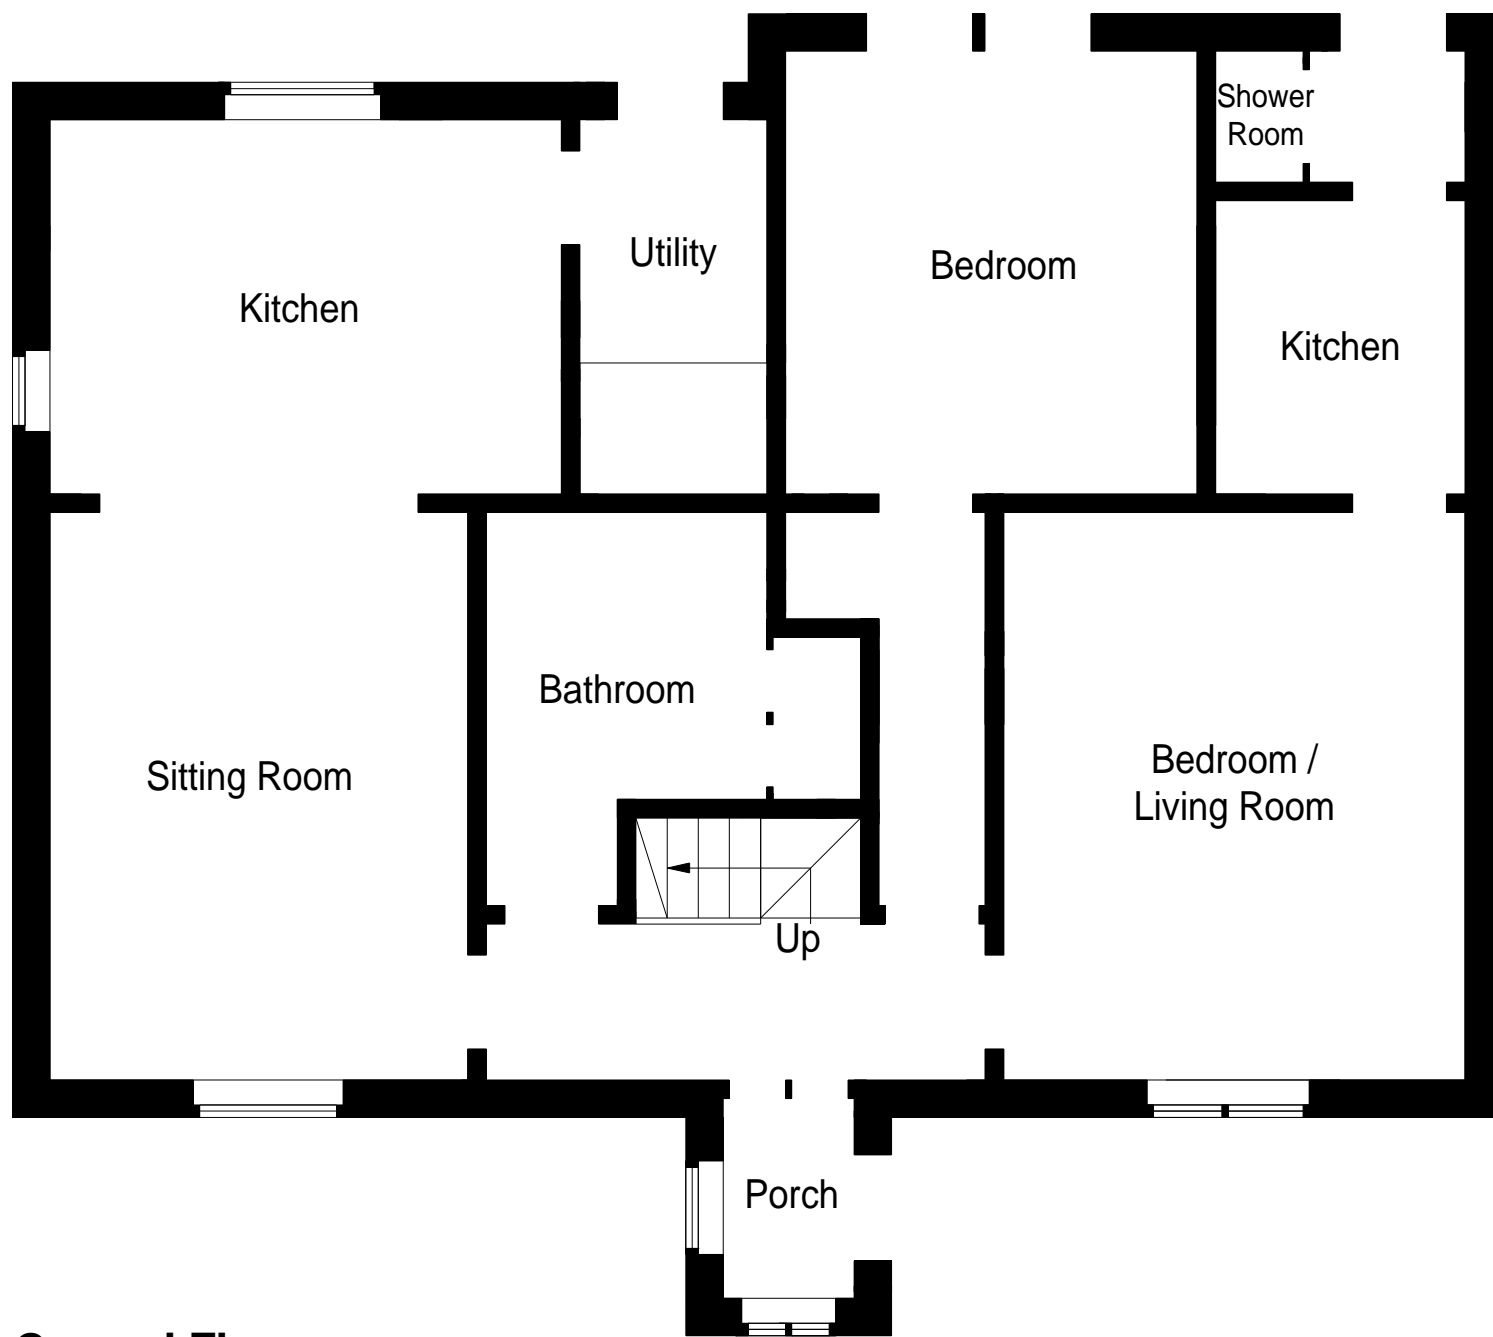 Shower
Room
Utility
Bedroom
Kitchen
Kitchen
Bathroom
Bedroom /
Living Room
Sitting Room
Up
Porch